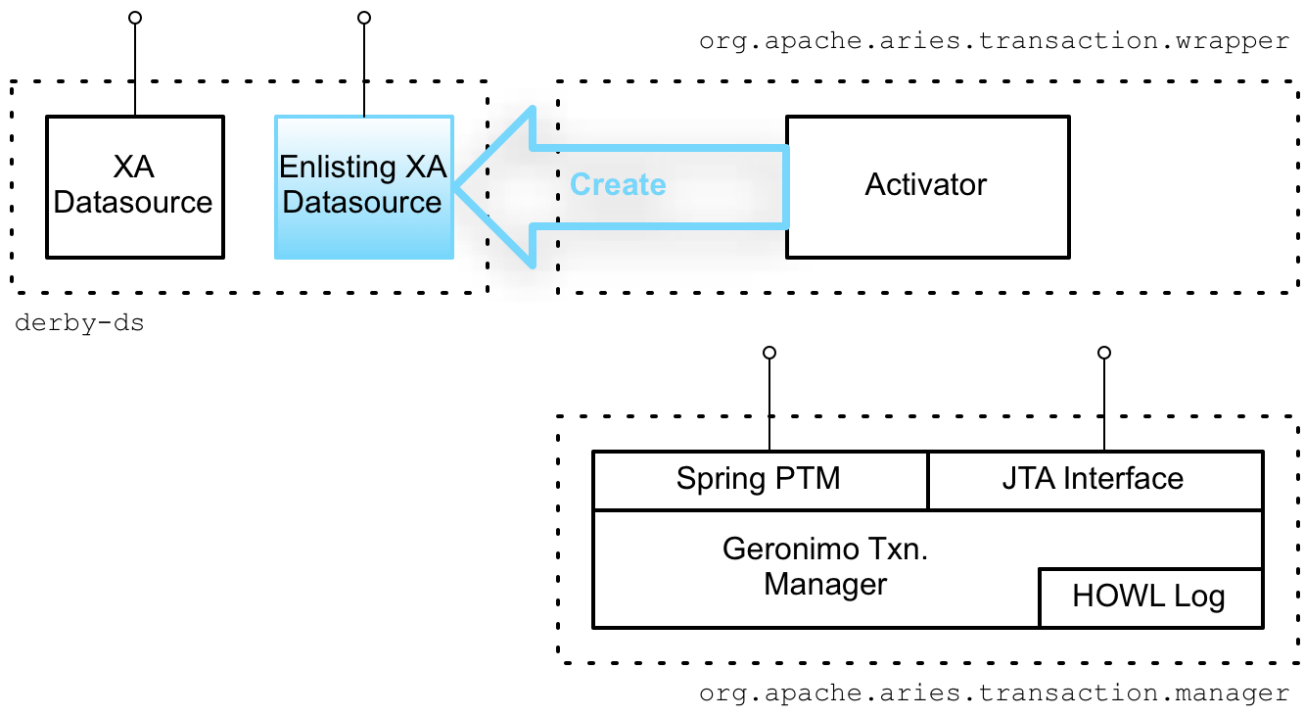 org.apache.aries.transaction.wrapper
XA
Datasource
Enlisting XA
Datasource
Create
Activator
derby-ds
Spring PTM
JTA Interface
Geronimo Txn.
Manager
HOWL Log
org.apache.aries.transaction.manager